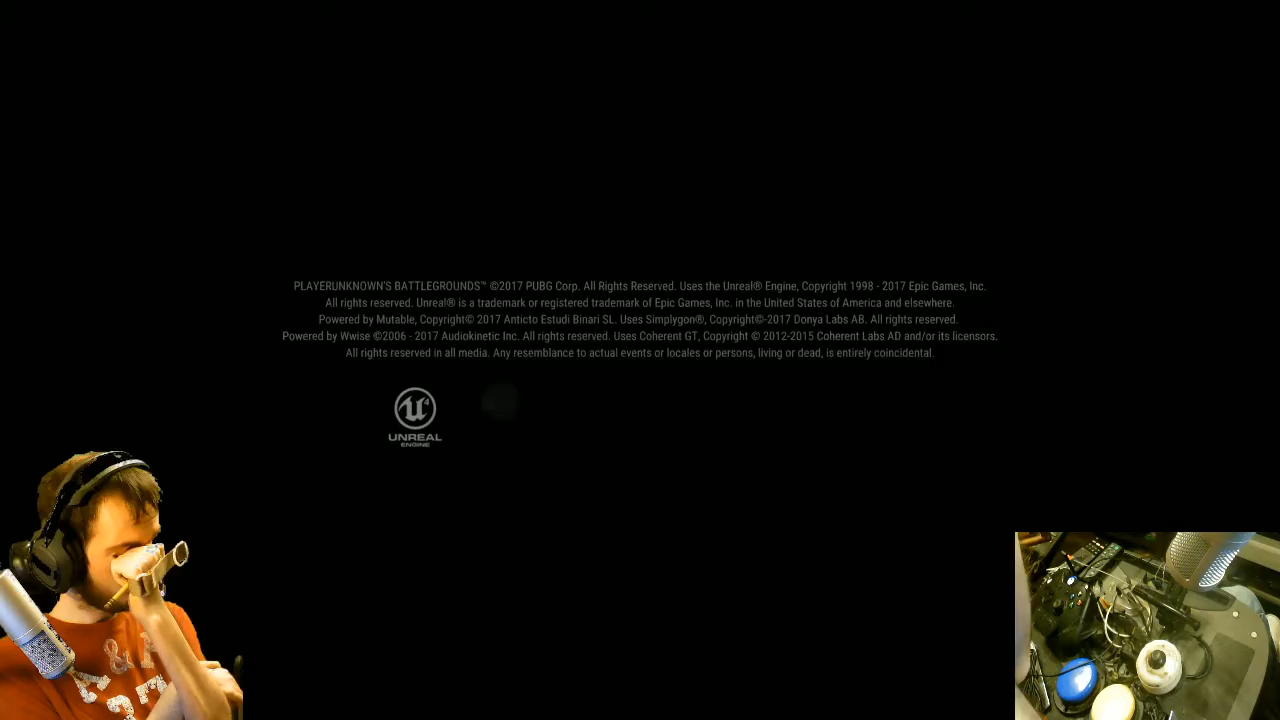 PLAYERUNKNOWN'S BATTLEGROUNDS™ ©2017 PUBG Corp. All Rights Reserved. Uses the Unreal® Engine, Copyright 1998 - 2017 Epic Games, Inc.
All rights reserved. Unreal® is a trademark or registered trademark of Epic Games, Inc. in the United States of America and elsewhere.
Powered by Mutable, Copyright© 2017 Anticto Estudi Binari SL. Uses Simplygon®, Copyright©-2017 Donya Labs AB. All rights reserved.
Powered by Wwise ©2006 - 2017 Audiokinetic Inc. All rights reserved. Uses Coherent GT, Copyright © 2012-2015 Coherent Labs AD and/or its licensors.
All rights reserved in all media. Any resemblance to actual events or locales or persons, living or dead, is entirely coincidental.
U4
UNREAL
ENGINE